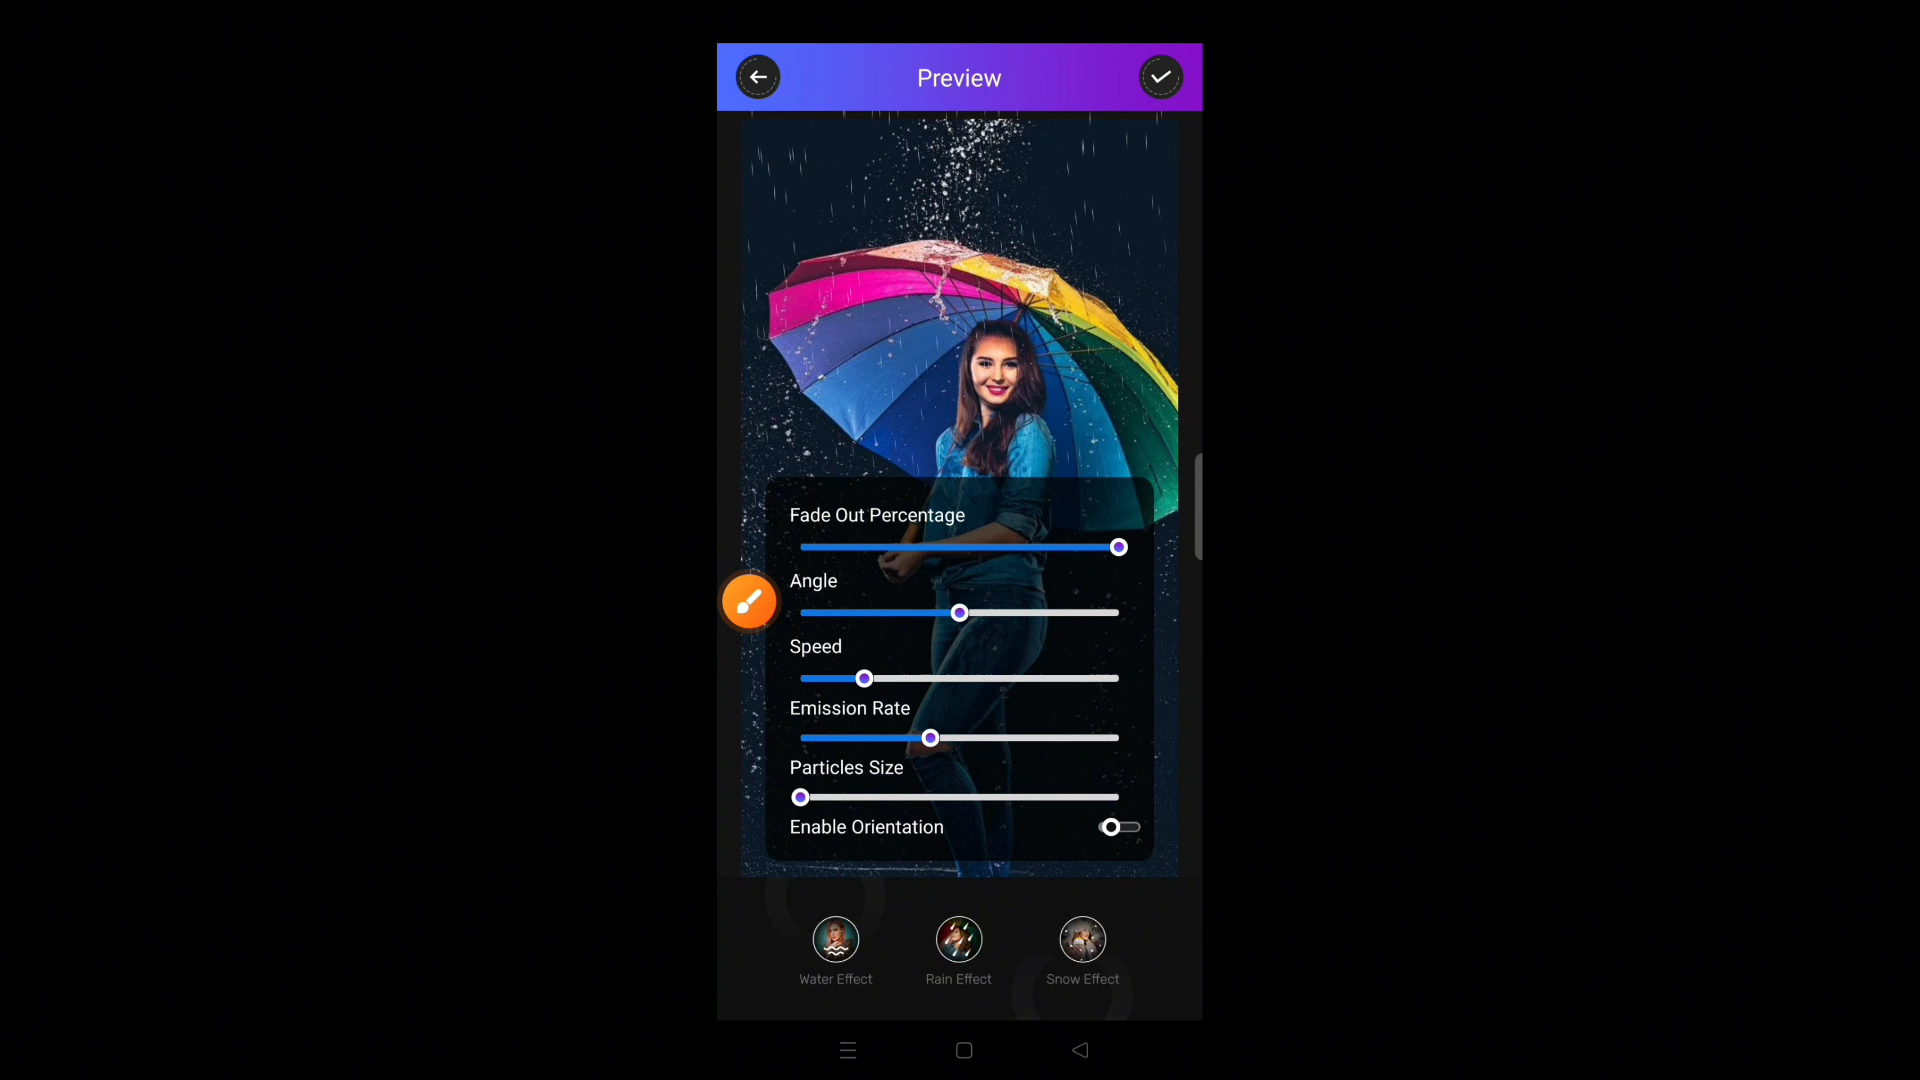 Preview
Fade Out Percentage
Angle
Speed
Emission Rate
Particles Size
Enable Orientation
Water Effect
Rain Effect
Snow Effect